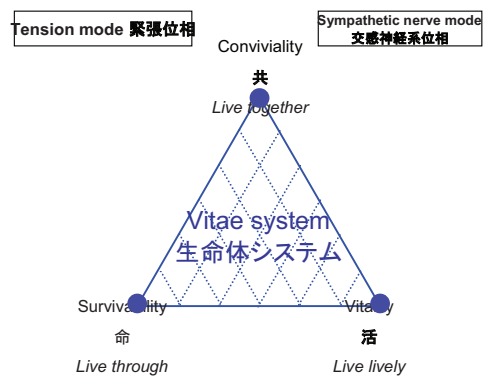 Tension mode 緊張位相
Sympathetic nerve mode
交感神経系位相
Conviviality
共
Live together
Vitae system
生命体システム
Survivability
Vitality
命
活
Live through
Live lively